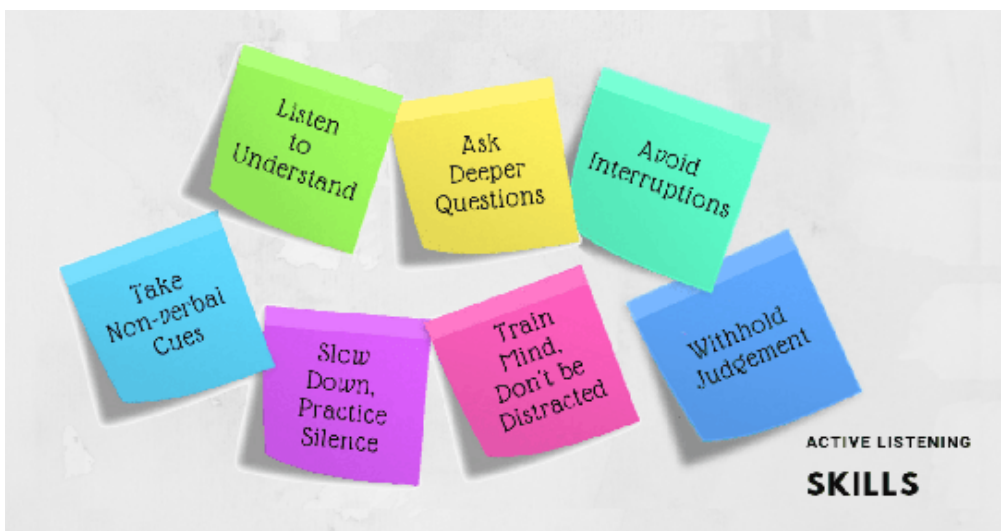 Listen
to
Understand
Ask
Deeper
Questions
Avoid
Interruptions
Take
Non-verbal
Cues
Slow
Down,
Practice
Silence
Train
Mind,
Don't be
Distracted
Withhold
Judgement
ACTIVE LISTENING
SKILLS